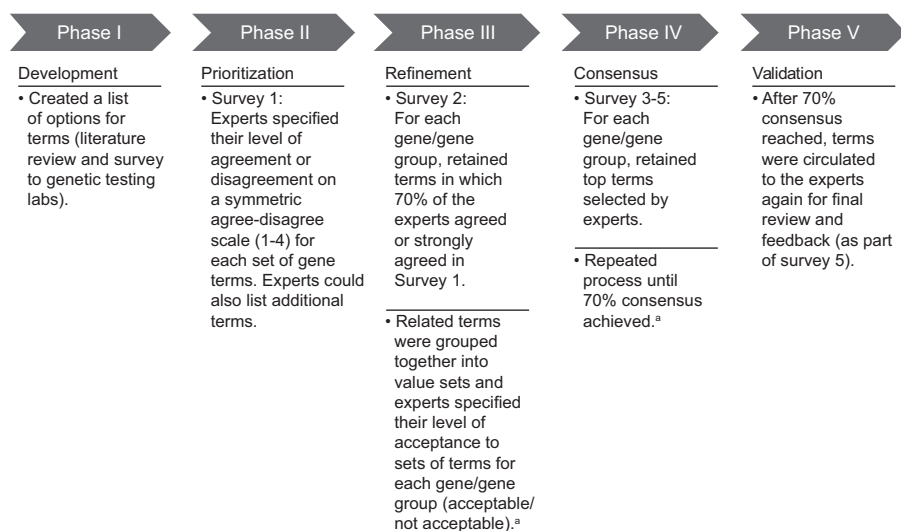 Phase I
Development
• Created a list
of options for
terms (literature
review and survey
to genetic testing
labs).
Phase II
Prioritization
• Survey 1:
Experts specified
their level of
agreement or
disagreement on
a symmetric
agree-disagree
scale (1-4) for
each set of gene
terms. Experts could
also list additional
terms.
Phase III
Refinement
• Survey 2:
For each
gene/gene
group, retained
terms in which
70% of the
experts agreed
or strongly
agreed in
Survey 1.
• Related terms
were grouped
together into
value sets and
experts specified
their level of
acceptance to
sets of terms for
each gene/gene
group (acceptable/
not acceptable).ᵃ
Phase IV
Consensus
• Survey 3-5:
For each
gene/gene
group, retained
top terms
selected by
experts.
• Repeated
process until
70% consensus
achieved.ᵃ
Phase V
Validation
• After 70%
consensus
reached, terms
were circulated
to the experts
again for final
review and
feedback (as part
of survey 5).